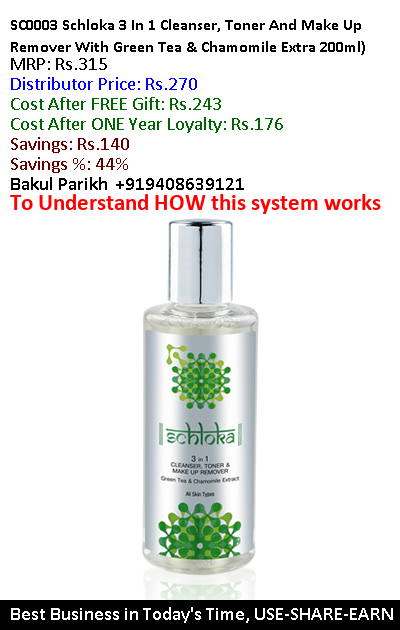 SC0003 Schloka 3 In 1 Cleanser, Toner And Make Up
Remover With Green Tea & Chamomile Extra 200ml)
MRP: Rs.315
Distributor Price: Rs.270
Cost After FREE Gift: Rs.243
Cost After ONE Year Loyalty: Rs.176
Savings: Rs.140
Savings %: 44%
Bakul Parikh +919408639121
To Understand HOW this system works
schloka
3 in 1
CLEANSER, TONER &
MAKE UP REMOVER
Green Tea & Chamomile Extract
All Skin Types
Best Business in Today's Time, USE-SHARE-EARN